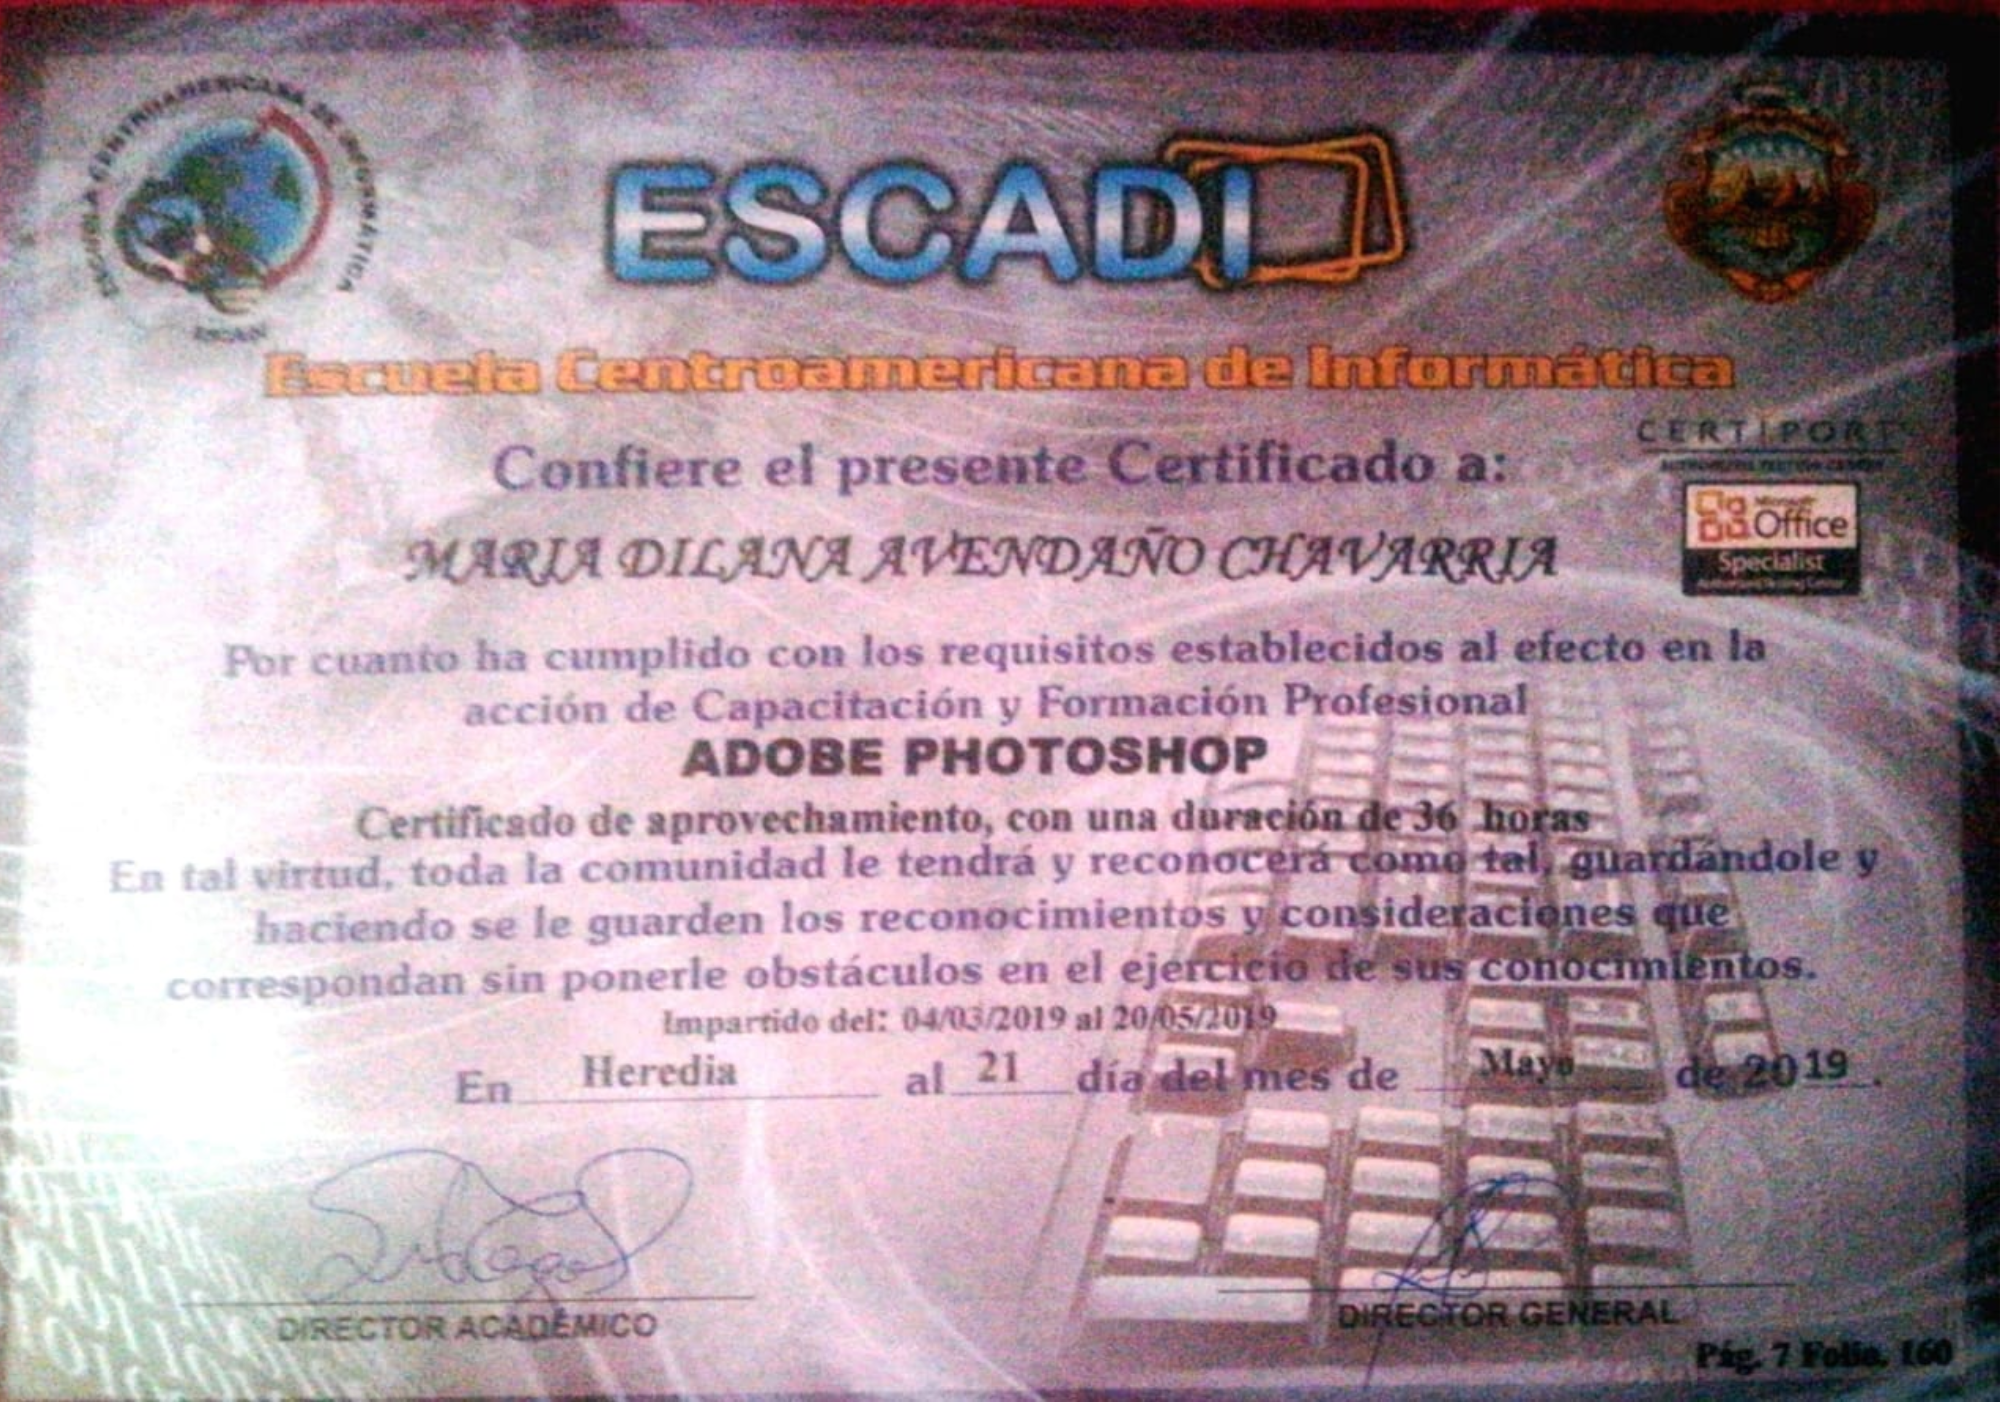 ESCUELA CENTROAMERICANA DE INFORMÁTICA
ESCADI
Escuela Centroamericana de Informática
Confiere el presente Certificado a:
CERTIPORT
MARIA DILANA AVENDAÑO CHAVARRIA
Microsoft
Office
Specialist
Por cuanto ha cumplido con los requisitos establecidos al efecto en la
acción de Capacitación y Formación Profesional
ADOBE PHOTOSHOP
Certificado de aprovechamiento, con una duración de 36 horas
En tal virtud, toda la comunidad le tendrá y reconocerá como tal, guardándole y
haciendo se le guarden los reconocimientos y consideraciones que
correspondan sin ponerle obstáculos en el ejercicio de sus conocimientos.
Impartido del: 04/03/2019 al 20/05/2019
En Heredia al 21 día del mes de Mayo de 2019.
DIRECTOR ACADÉMICO
DIRECTOR GENERAL
Pág. 7 Folio. 160